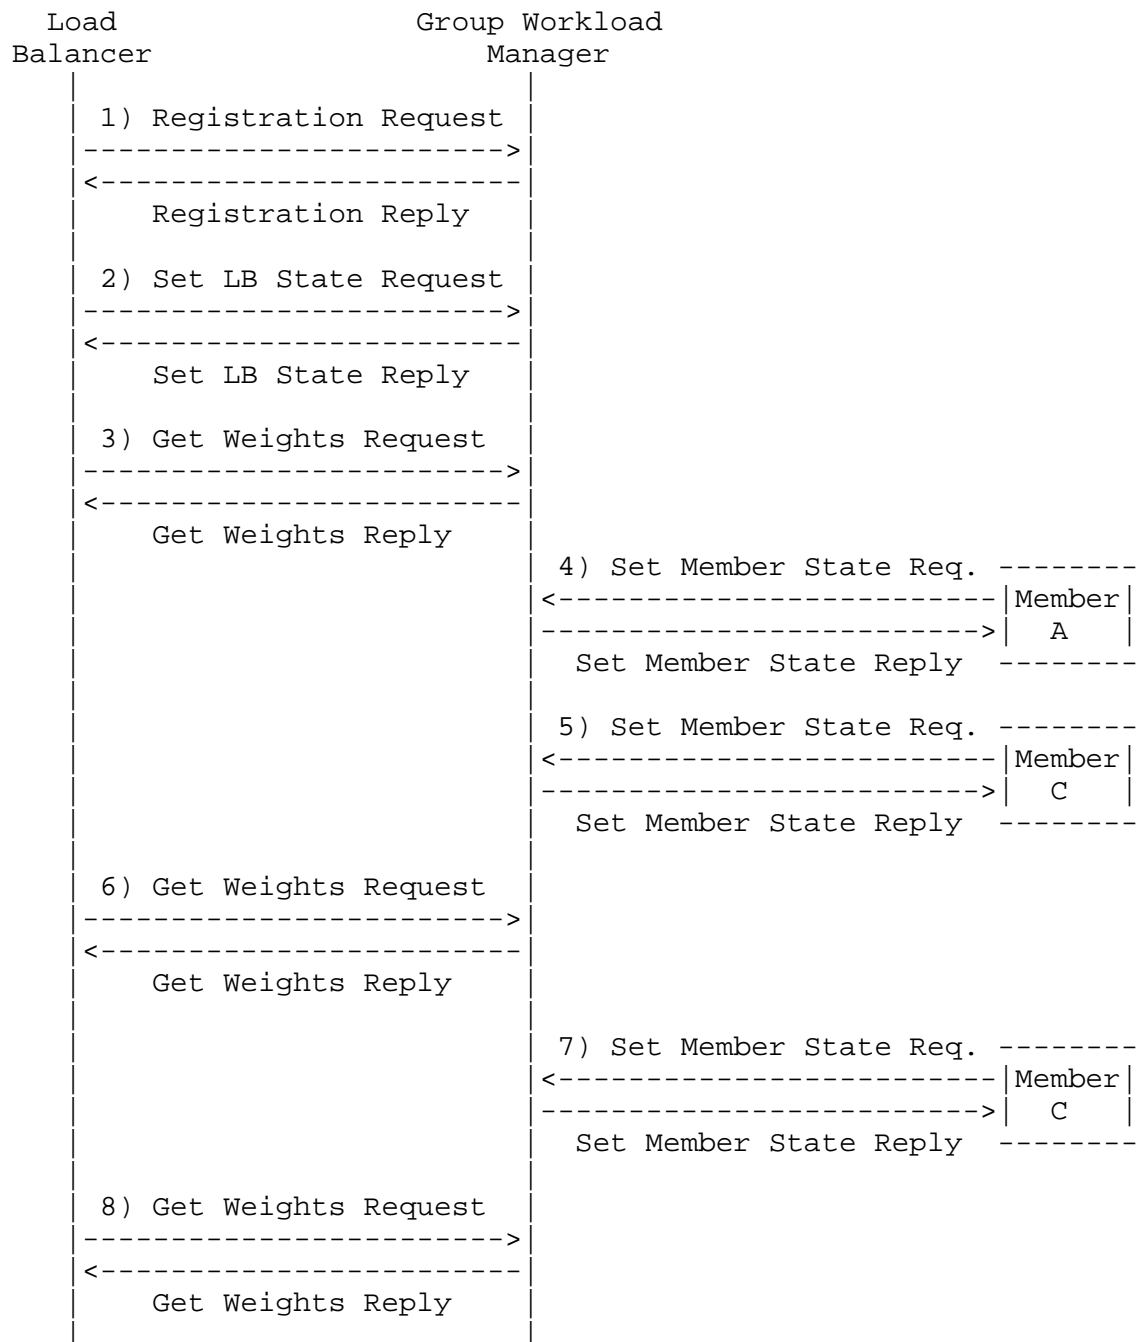 Load Group Workload
Balancer Manager
1) Registration Request
Registration Reply
2) Set LB State Request
Set LB State Reply
3) Get Weights Request
Get Weights Reply
4) Set Member State Req.
Member
A
Set Member State Reply
5) Set Member State Req.
Member
C
Set Member State Reply
6) Get Weights Request
Get Weights Reply
7) Set Member State Req.
Member
C
Set Member State Reply
8) Get Weights Request
Get Weights Reply